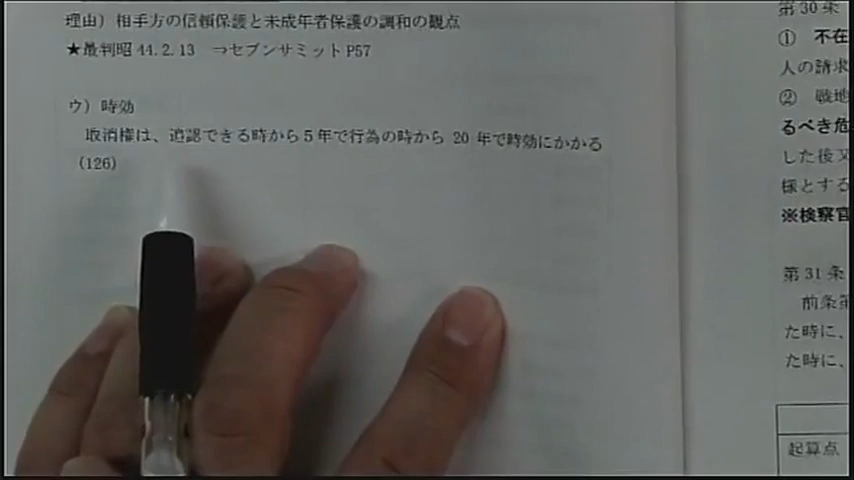 理由）相手方の信頼保護と未成年者保護の調和の観点
★最判昭 44.2.13 ⇒セブンサミット P57
ウ）時効
取消権は、追認できる時から５年で行為の時から 20 年で時効にかかる
(126)
第 30 条
① 不在
人の請求
② 戦地
るべき危
した後又
様とする
※検察官
第 31 条
前条第
た時に、
た時に、
起算点